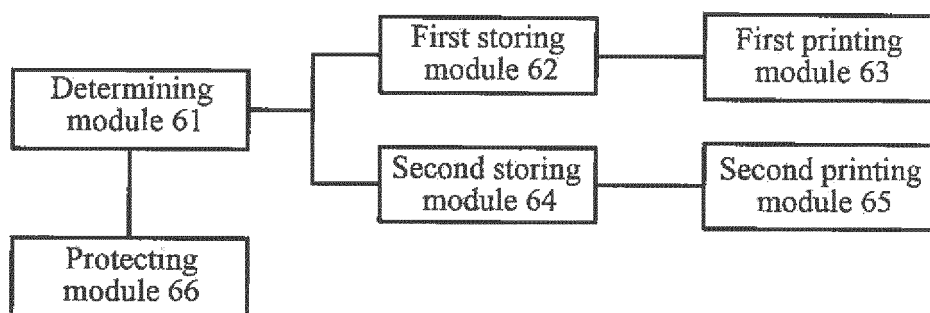 First storing
module 62
First printing
module 63
Determining
module 61
Second storing
module 64
Second printing
module 65
Protecting
module 66